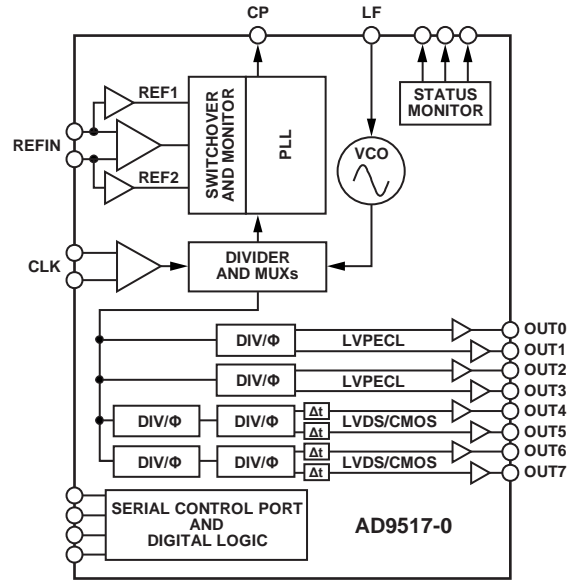 CP
LF
REF1
REFIN
REF2
SWITCHOVER
AND MONITOR
PLL
VCO
STATUS
MONITOR
CLK
DIVIDER
AND MUXs
DIV/Φ
LVPECL
OUT0
OUT1
DIV/Φ
LVPECL
OUT2
OUT3
DIV/Φ
DIV/Φ
Δt
Δt
LVDS/CMOS
OUT4
OUT5
DIV/Φ
DIV/Φ
Δt
Δt
LVDS/CMOS
OUT6
OUT7
SERIAL CONTROL PORT
AND
DIGITAL LOGIC
AD9517-0